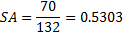 SA = 70/132 = 0.5303